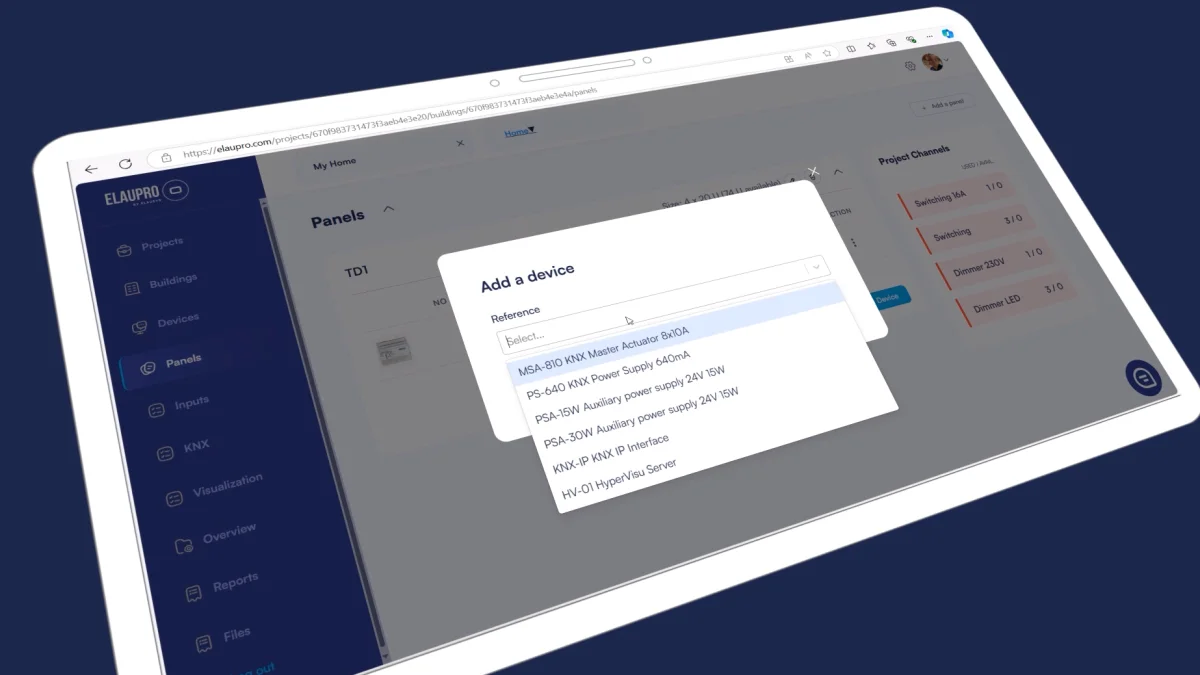 https://elaupro.com/projects/670f983731473f3aeb4e3e20/buildings/670f983731473f3aeb4e3e4a/panels
ELAUPRO
My Home
Home
+ Add a panel
Projects
Buildings
Devices
Panels
Inputs
KNX
Visualization
Overview
Reports
Files
Panels
Size: 4 x 20 U (74 U available)
TD1
NO
Device
Project Channels
USED / AVAIL.
Switching 16A 1 / 0
Switching 3 / 0
Dimmer 230V 1 / 0
Dimmer LED 3 / 0
Add a device
Reference
Select...
MSA-810 KNX Master Actuator 8x10A
PS-640 KNX Power Supply 640mA
PSA-15W Auxiliary power supply 24V 15W
PSA-30W Auxiliary power supply 24V 15W
KNX-IP KNX IP Interface
HV-01 HyperVisu Server